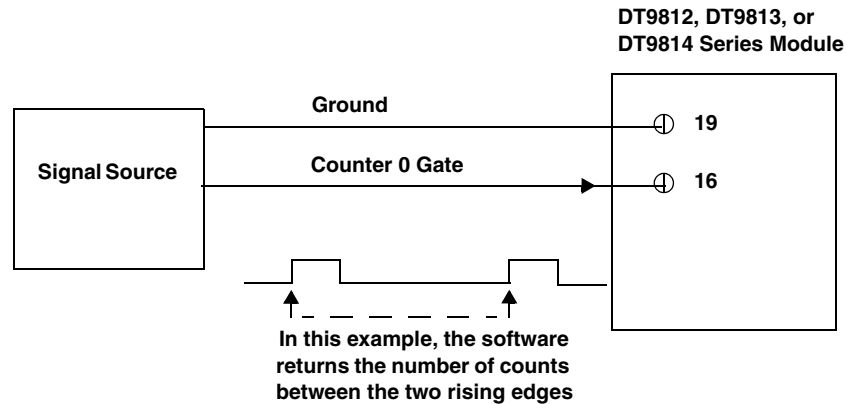 DT9812, DT9813, or
DT9814 Series Module
Ground
19
Signal Source
Counter 0 Gate
16
In this example, the software
returns the number of counts
between the two rising edges